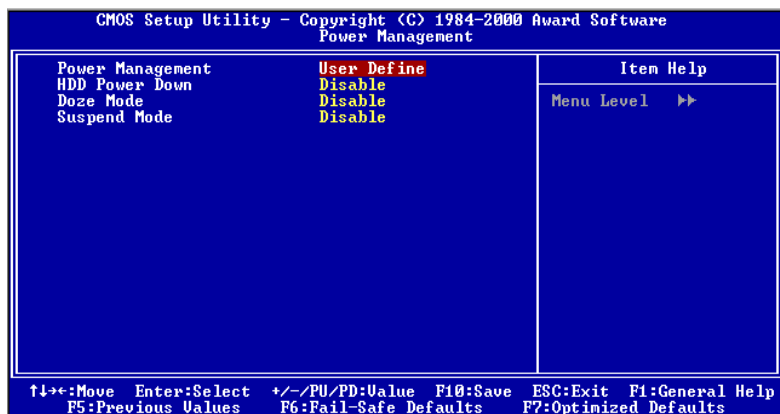 CMOS Setup Utility - Copyright (C) 1984-2000 Award Software
Power Management
Power Management User Define
HDD Power Down Disable
Doze Mode Disable
Suspend Mode Disable
Item Help
Menu Level ▸▸
↑↓→←:Move Enter:Select +/-/PU/PD:Value F10:Save ESC:Exit F1:General Help
F5:Previous Values F6:Fail-Safe Defaults F7:Optimized Defaults